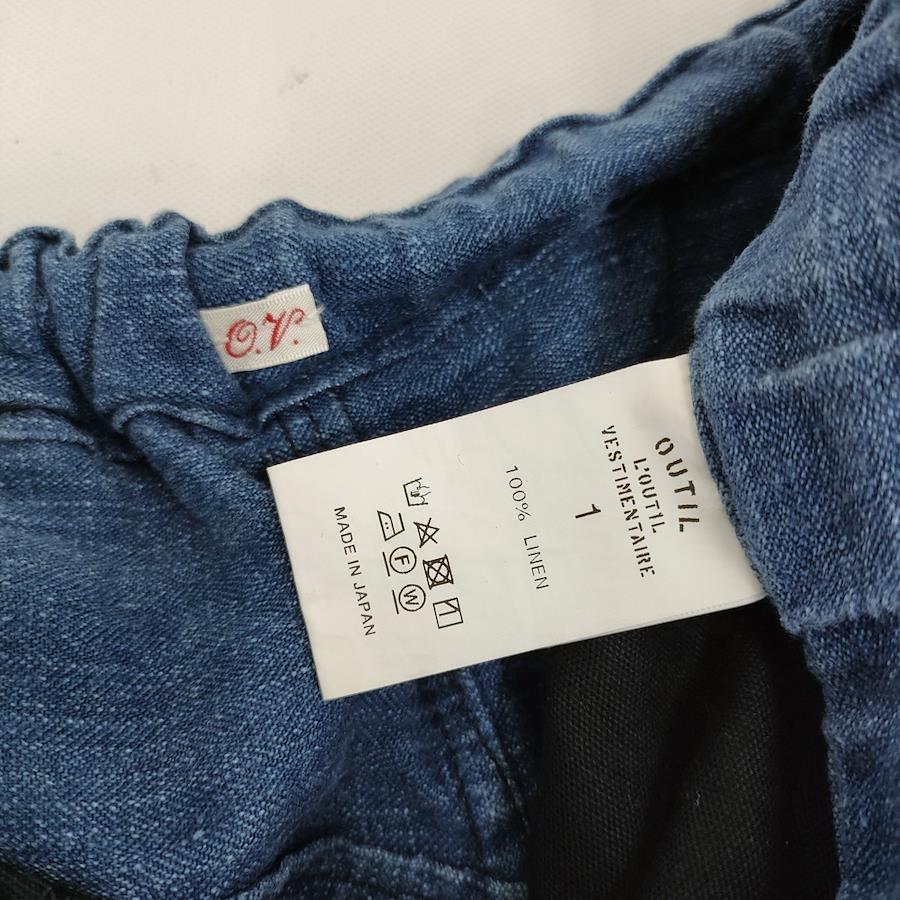 O.V.
OUTIL
L'OUTIL
VESTIMENTAIRE
1
100% LINEN
F
W
MADE IN JAPAN